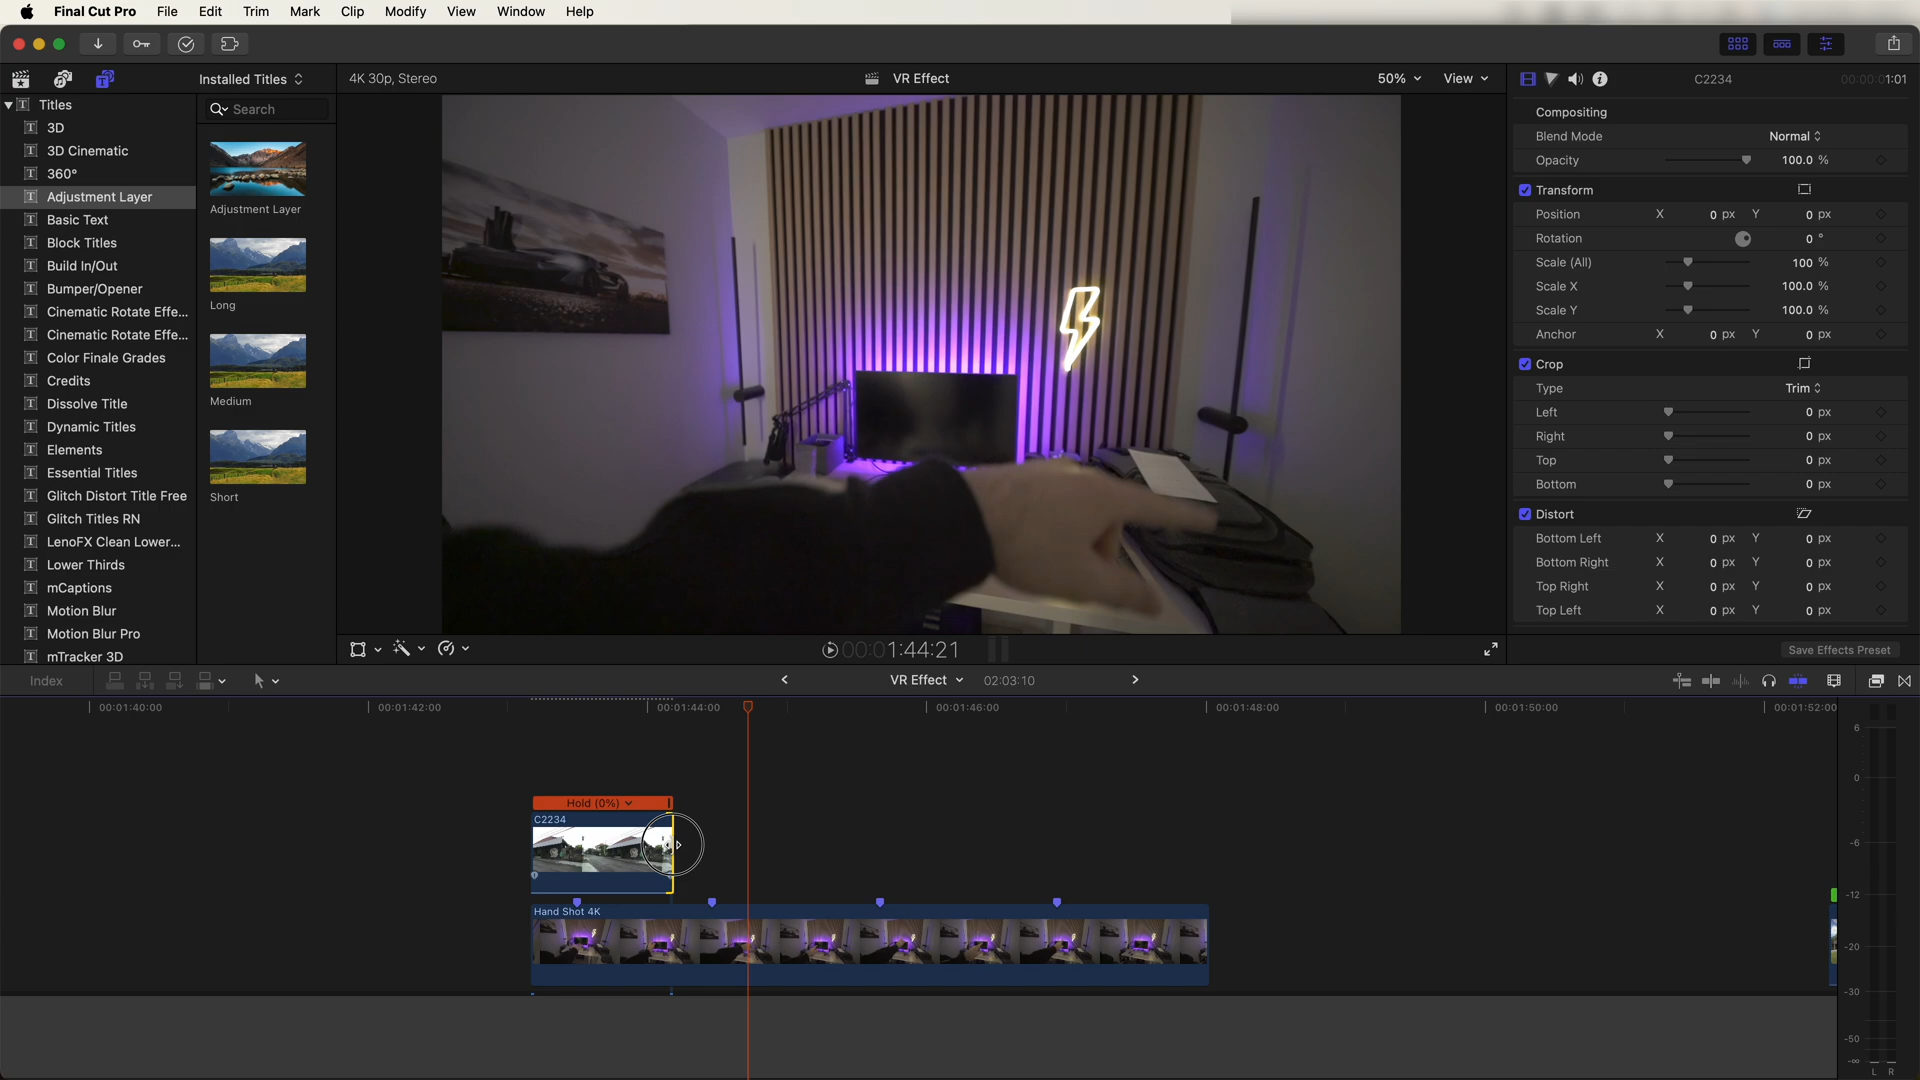 Final Cut Pro File Edit Trim Mark Clip Modify View Window Help
Installed Titles
4K 30p, Stereo
VR Effect
50%
View
C2234
00:00:01:01
Titles
3D
3D Cinematic
360°
Adjustment Layer
Basic Text
Block Titles
Build In/Out
Bumper/Opener
Cinematic Rotate Effe...
Cinematic Rotate Effe...
Color Finale Grades
Credits
Dissolve Title
Dynamic Titles
Elements
Essential Titles
Glitch Distort Title Free
Glitch Titles RN
LenoFX Clean Lower...
Lower Thirds
mCaptions
Motion Blur
Motion Blur Pro
mTracker 3D
Search
Adjustment Layer
Long
Medium
Short
Compositing
Blend Mode Normal
Opacity 100.0 %
Transform
Position X 0 px Y 0 px
Rotation 0 °
Scale (All) 100 %
Scale X 100.0 %
Scale Y 100.0 %
Anchor X 0 px Y 0 px
Crop
Type Trim
Left 0 px
Right 0 px
Top 0 px
Bottom 0 px
Distort
Bottom Left X 0 px Y 0 px
Bottom Right X 0 px Y 0 px
Top Right X 0 px Y 0 px
Top Left X 0 px Y 0 px
00:01:44:21
Save Effects Preset
Index
VR Effect
02:03:10
00:01:40:00
00:01:42:00
00:01:44:00
00:01:46:00
00:01:48:00
00:01:50:00
00:01:52:00
Hold (0%)
C2234
Hand Shot 4K
6
0
-6
-12
-20
-30
-50
-∞
L R